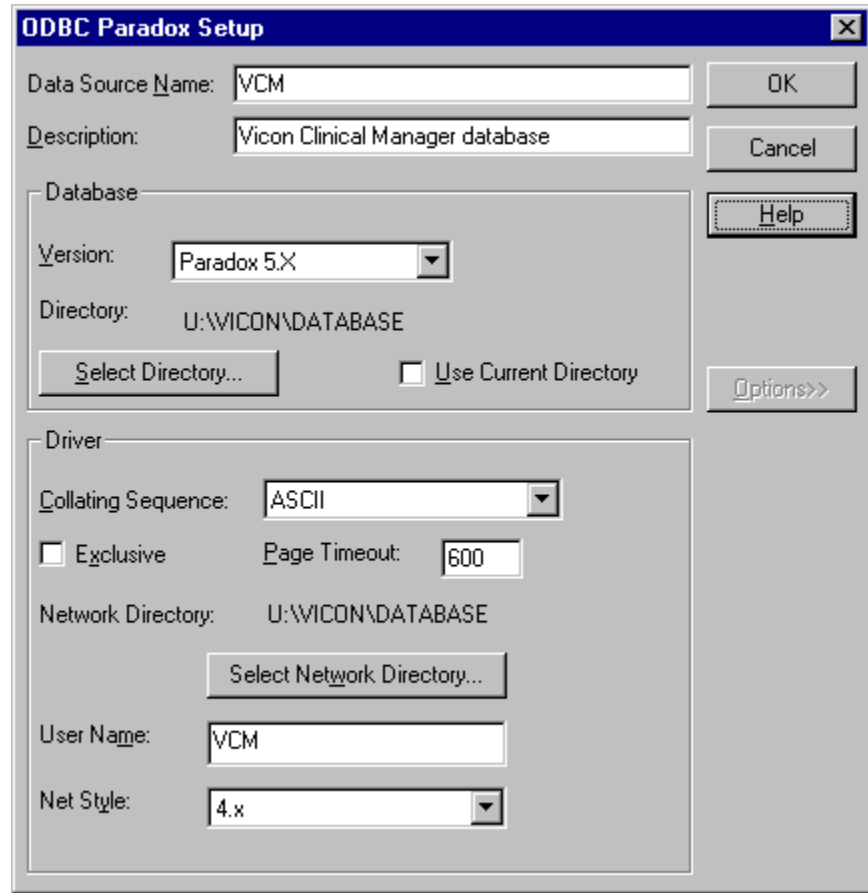 ODBC Paradox Setup
Data Source Name: VCM
OK
Description: Vicon Clinical Manager database
Cancel
Database
Help
Version: Paradox 5.X
Directory: U:\VICON\DATABASE
Select Directory... Use Current Directory
Options>>
Driver
Collating Sequence: ASCII
Exclusive Page Timeout: 600
Network Directory: U:\VICON\DATABASE
Select Network Directory...
User Name: VCM
Net Style: 4.x